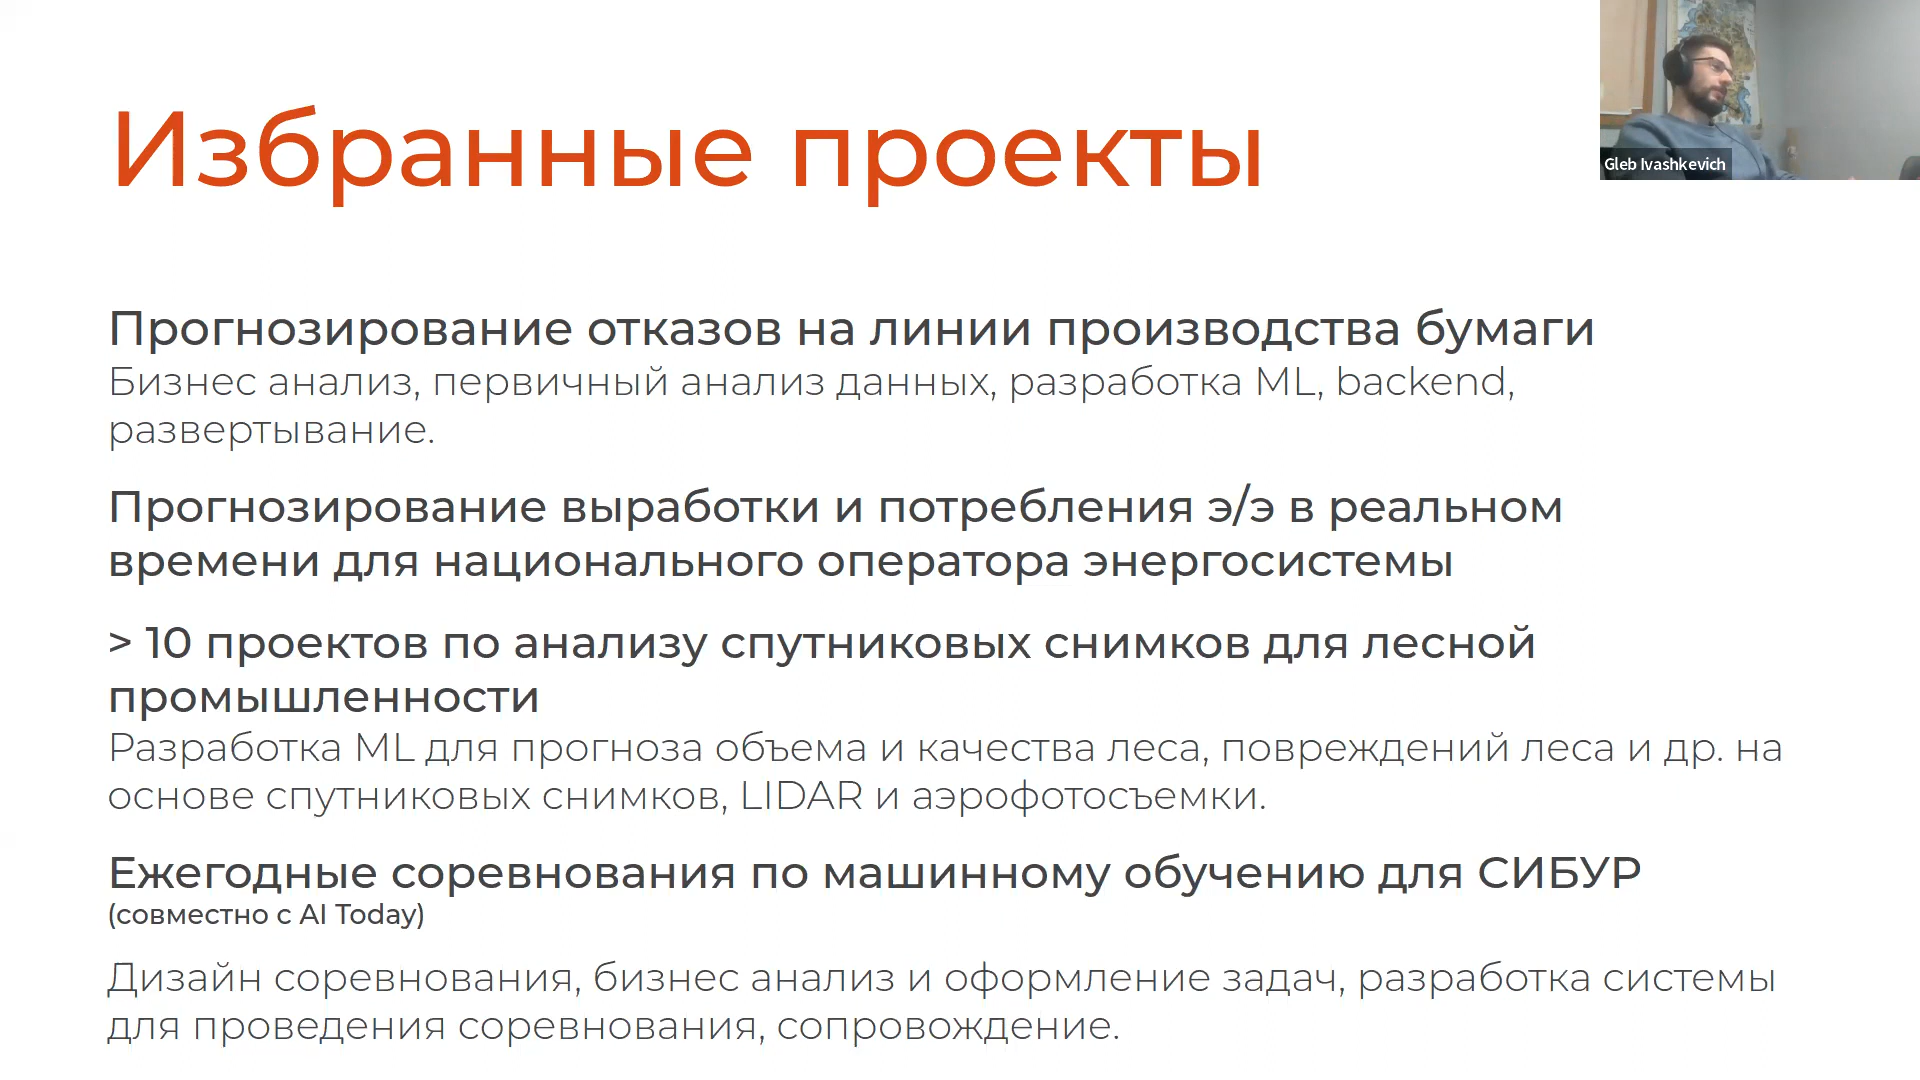 Избранные проекты
Gleb Ivashkevich
Прогнозирование отказов на линии производства бумаги
Бизнес анализ, первичный анализ данных, разработка ML, backend,
развертывание.
Прогнозирование выработки и потребления э/э в реальном
времени для национального оператора энергосистемы
> 10 проектов по анализу спутниковых снимков для лесной
промышленности
Разработка ML для прогноза объема и качества леса, повреждений леса и др. на
основе спутниковых снимков, LIDAR и аэрофотосъемки.
Ежегодные соревнования по машинному обучению для СИБУР
(совместно с AI Today)
Дизайн соревнования, бизнес анализ и оформление задач, разработка системы
для проведения соревнования, сопровождение.